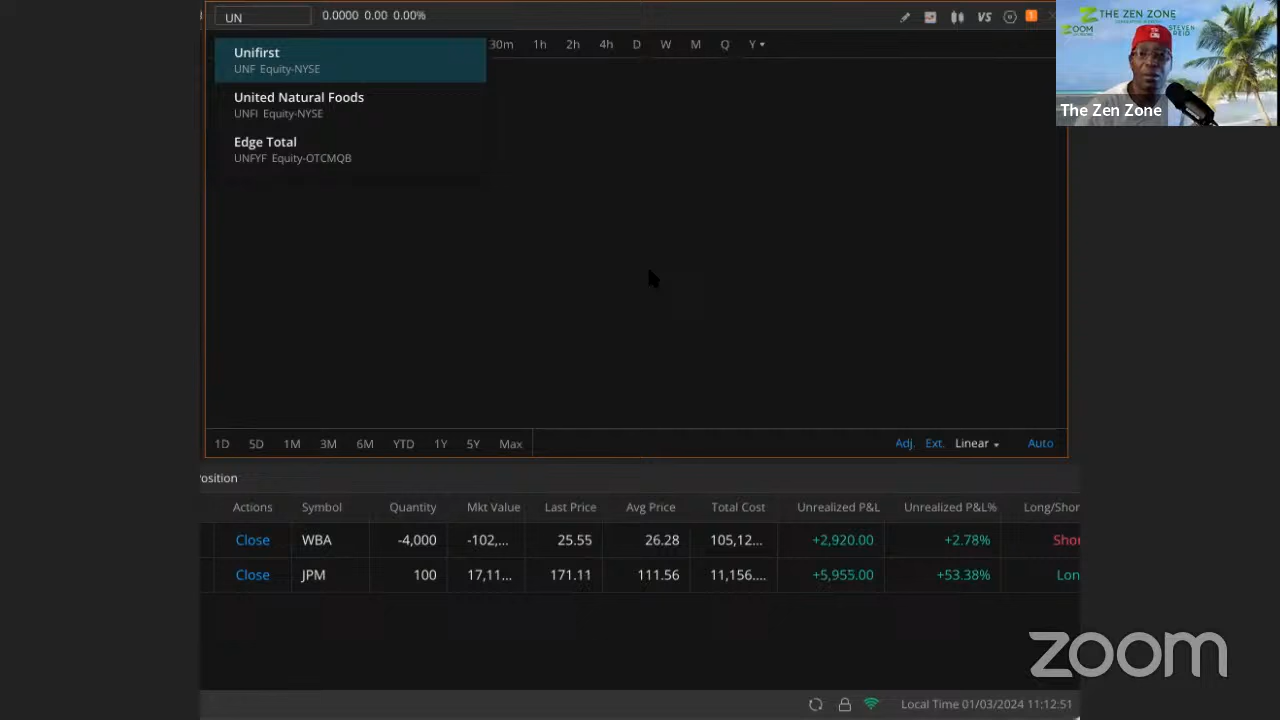 UN
0.0000 0.00 0.00%
VS
1
Unifirst
UNF Equity-NYSE
30m 1h 2h 4h D W M Q Y
United Natural Foods
UNFI Equity-NYSE
Edge Total
UNFYF Equity-OTCMQB
THE ZEN ZONE
ZOOM
STEVEN
REID
The Zen Zone
1D 5D 1M 3M 6M YTD 1Y 5Y Max
Adj. Ext. Linear Auto
osition
Actions Symbol Quantity Mkt Value Last Price Avg Price Total Cost Unrealized P&L Unrealized P&L% Long/Shor
Close WBA -4,000 -102,... 25.55 26.28 105,12... +2,920.00 +2.78% Shor
Close JPM 100 17,11... 171.11 111.56 11,156.... +5,955.00 +53.38% Lon
zoom
Local Time 01/03/2024 11:12:51